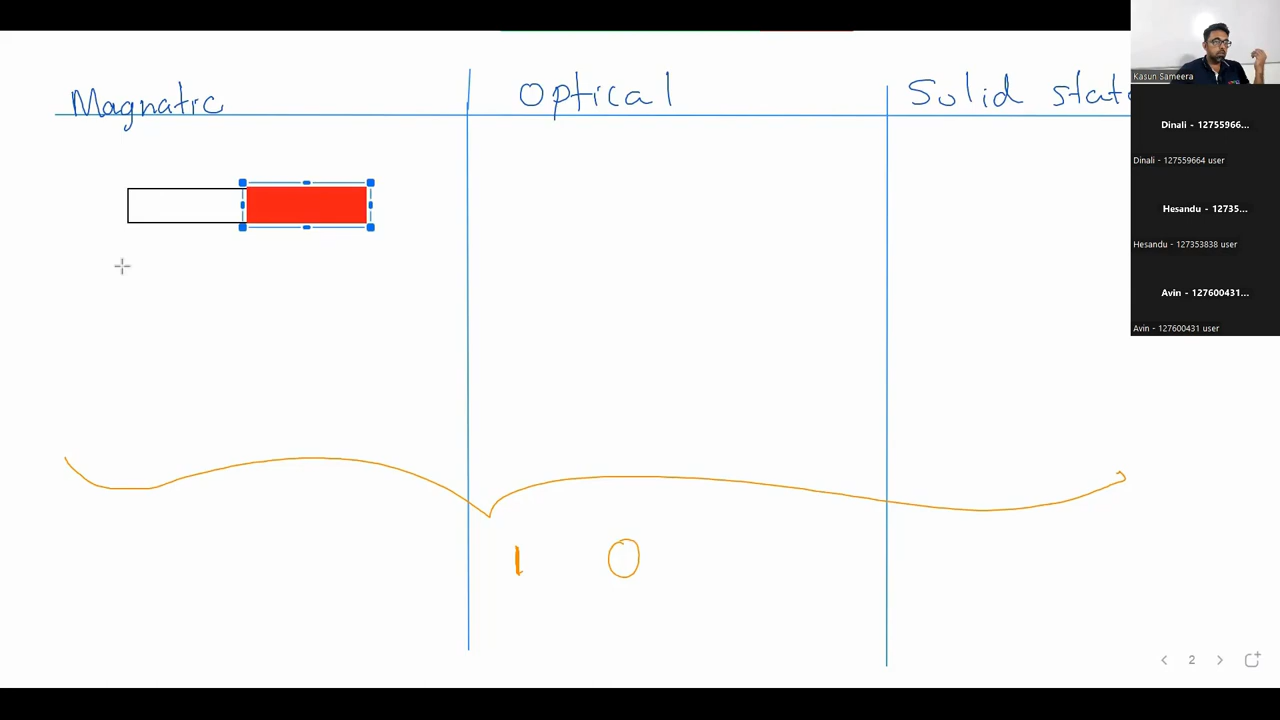 Magnatic Optical Solid stat
Kasun Sameera
Dinali - 12755966...
Dinali - 127559664 user
Hesandu - 12735...
Hesandu - 127353838 user
Avin - 127600431...
Avin - 127600431 user
1 0
2